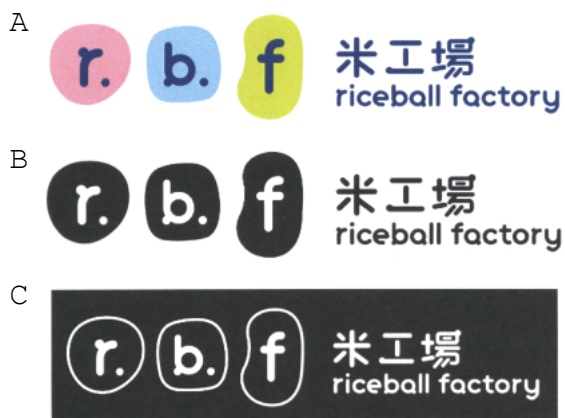 A
r. b. f
米工場
riceball factory
B
r. b. f
米工場
riceball factory
C
r. b. f
米工場
riceball factory